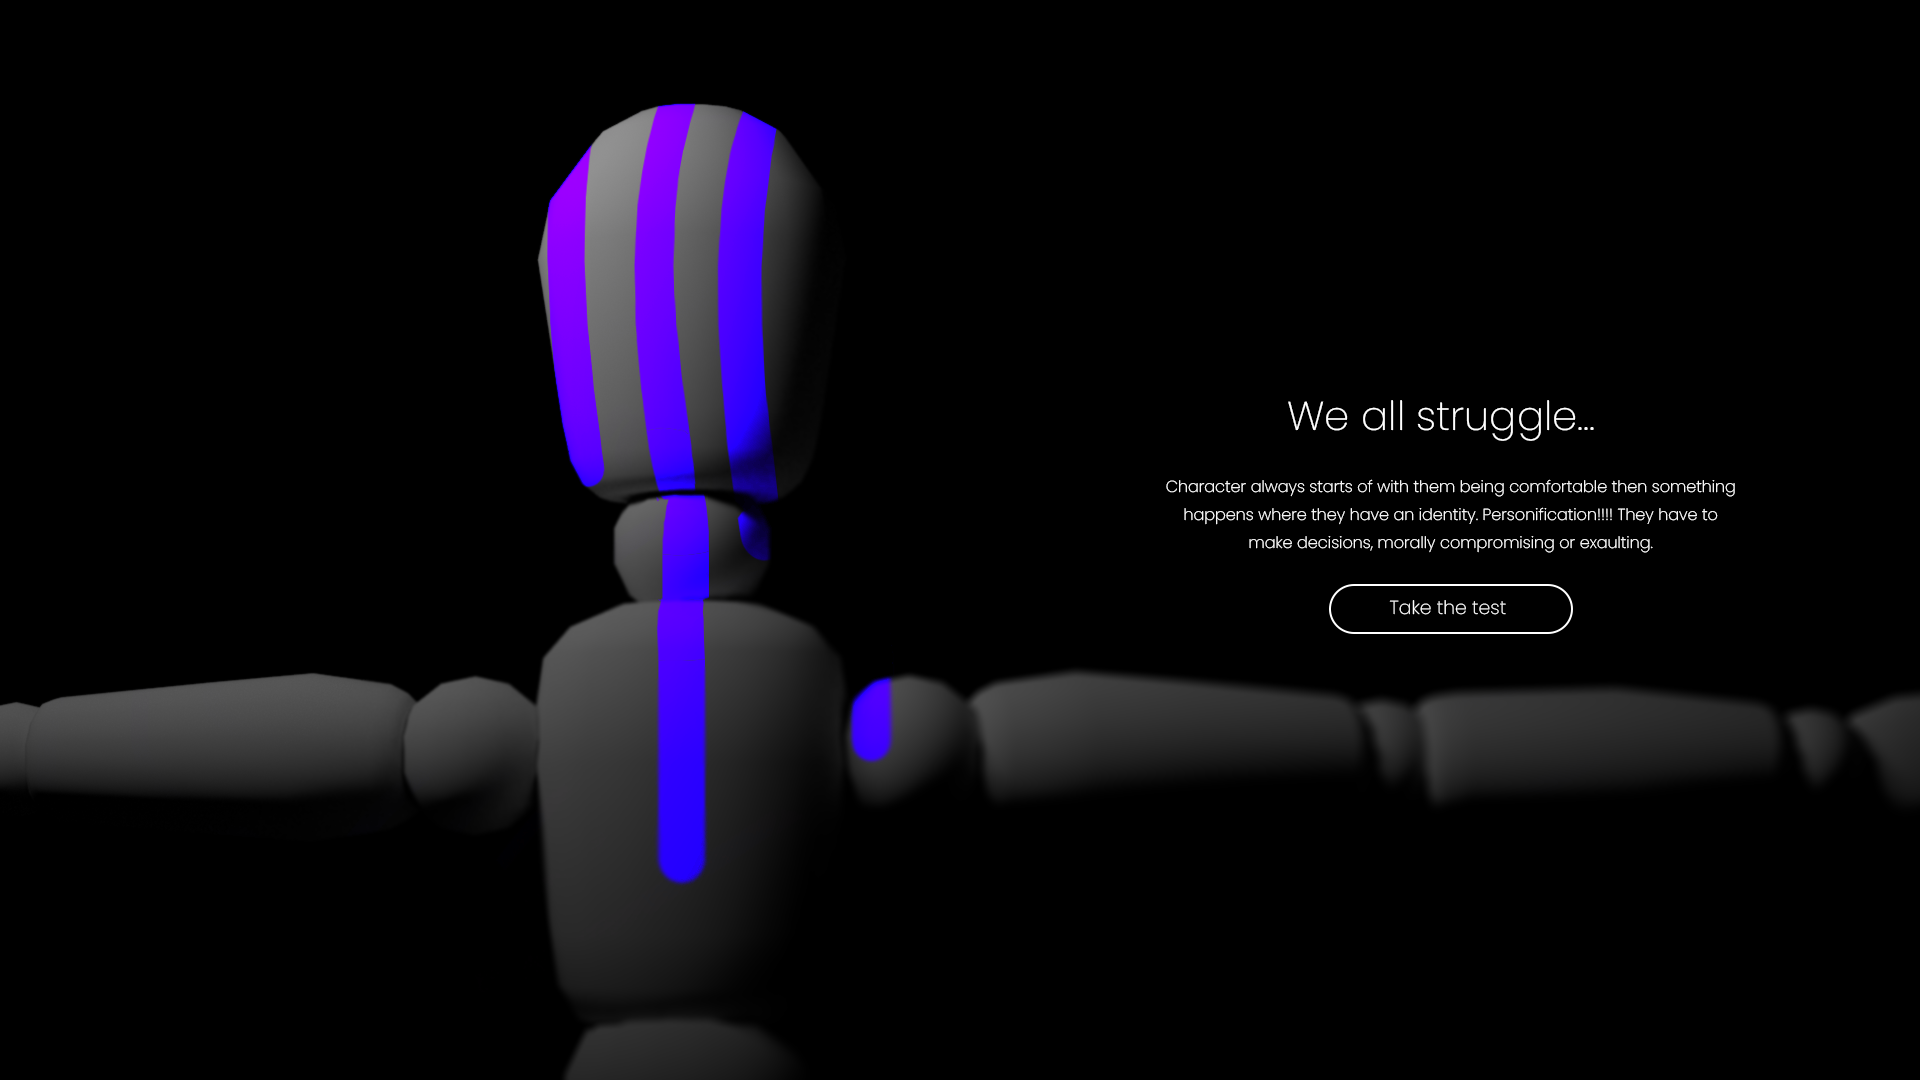 We all struggle...
Character always starts of with them being comfortable then something
happens where they have an identity. Personification!!!! They have to
make decisions, morally compromising or exaulting.
Take the test